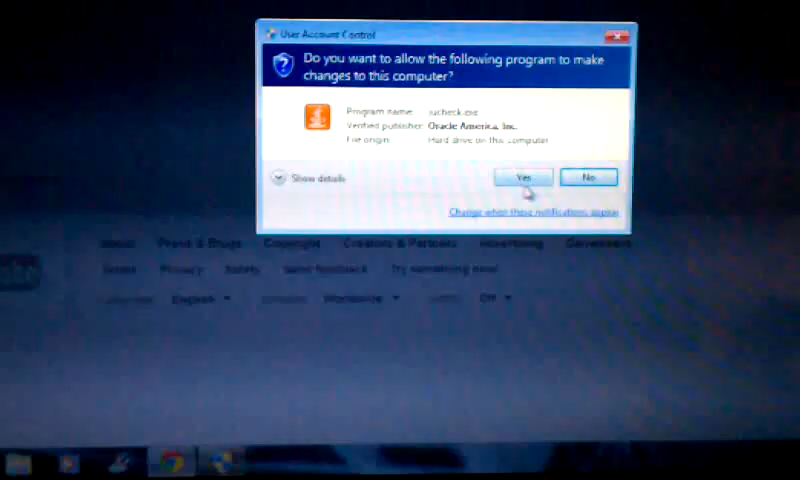 User Account Control
Do you want to allow the following program to make
changes to this computer?
Program name: jucheck.exe
Verified publisher: Oracle America, Inc.
File origin: Hard drive on this computer
Show details
Yes
No
Change when these notifications appear
About Press & Blogs Copyright Creators & Partners Advertising Developers
Terms Privacy Safety Send feedback Try something new!
Language: English Worldwide Off